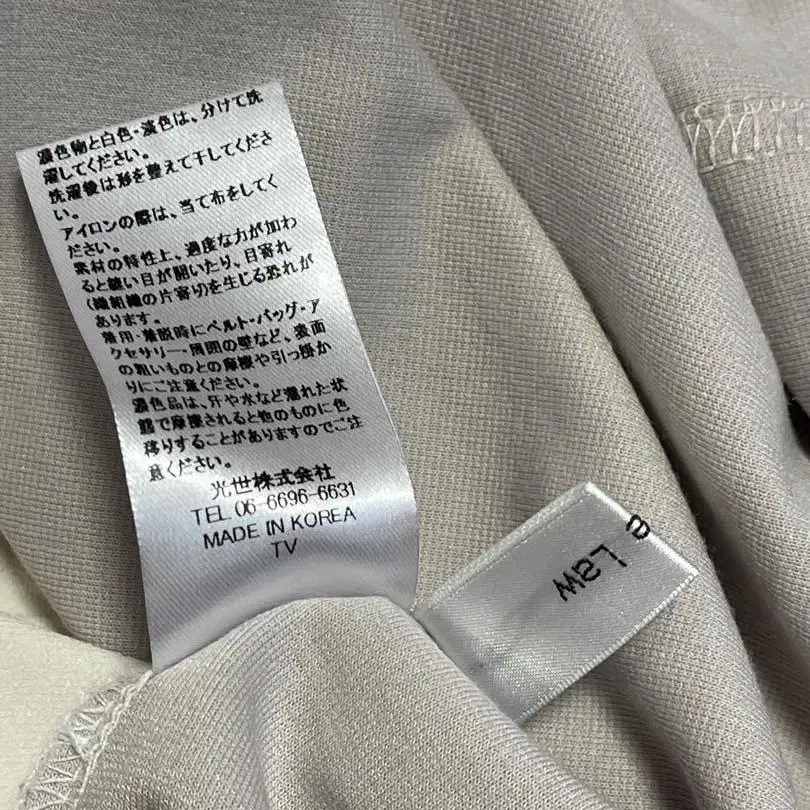 濃色物と白色・淡色は、分けて洗
濯してください。
洗濯後は形を整えて干してくださ
い。
アイロンの際は、当て布をしてく
ださい。
素材の特性上、過度な力が加わ
ると縫い目が開いたり、目寄れ
(織組織の片寄り)を生じる恐れが
あります。
着用・着脱時にベルト・バッグ・ア
クセサリー・周囲の壁など、表面
の粗いものとの摩擦や引っ掛か
りにご注意ください。
濃色品は、汗や水など濡れた状
態で摩擦されると他のものに色
移りすることがありますのでご注
意ください。
光世株式会社
TEL 06-6696-6631
MADE IN KOREA
TV